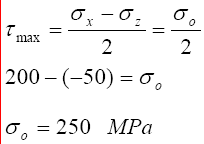 τmax = (σx − σz)/2 = σo/2
200 − (−50) = σo
σo = 250 MPa